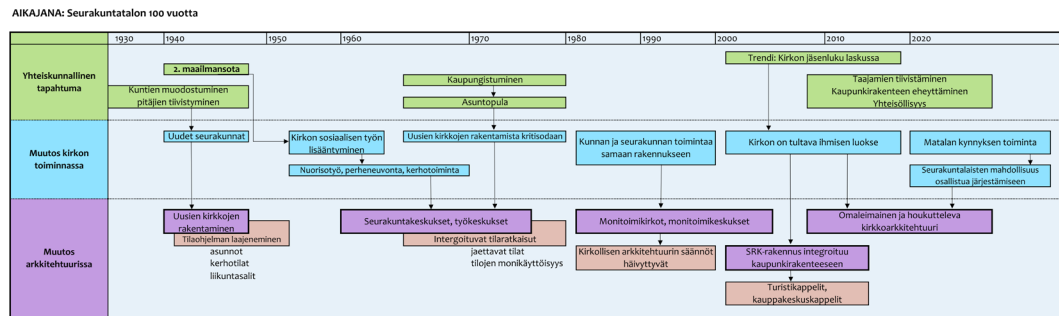 AIKAJANA: Seurakuntatalon 100 vuotta
1930
1940
1950
1960
1970
1980
1990
2000
2010
2020
Yhteiskunnallinen
tapahtuma
2. maailmansota
Kuntien muodostuminen
pitäjien tiivistyminen
Kaupungistuminen
Asuntopula
Trendi: Kirkon jäsenluku laskussa
Taajamien tiivistäminen
Kaupunkirakenteen eheyttäminen
Yhteisöllisyys
Muutos kirkon
toiminnassa
Uudet seurakunnat
Kirkon sosiaalisen työn
lisääntyminen
Nuorisotyö, perheneuvonta, kerhotoiminta
Uusien kirkkojen rakentamista kritisodaan
Kunnan ja seurakunnan toimintaa
samaan rakennukseen
Kirkon on tultava ihmisen luokse
Matalan kynnyksen toiminta
Seurakuntalaisten mahdollisuus
osallistua järjestämiseen
Muutos
arkkitehtuurissa
Uusien kirkkojen
rakentaminen
Tilaohjelman laajeneminen
asunnot
kerhotilat
liikuntasalit
Seurakuntakeskukset, työkeskukset
Intergoituvat tilaratkaisut
jaettavat tilat
tilojen monikäyttöisyys
Monitoimikirkot, monitoimikeskukset
Kirkollisen arkkitehtuurin säännöt
häivyttyvät
SRK-rakennus integroituu
kaupunkirakenteeseen
Turistikappelit,
kauppakeskuskappelit
Omaleimainen ja houkutteleva
kirkkoarkkitehtuuri